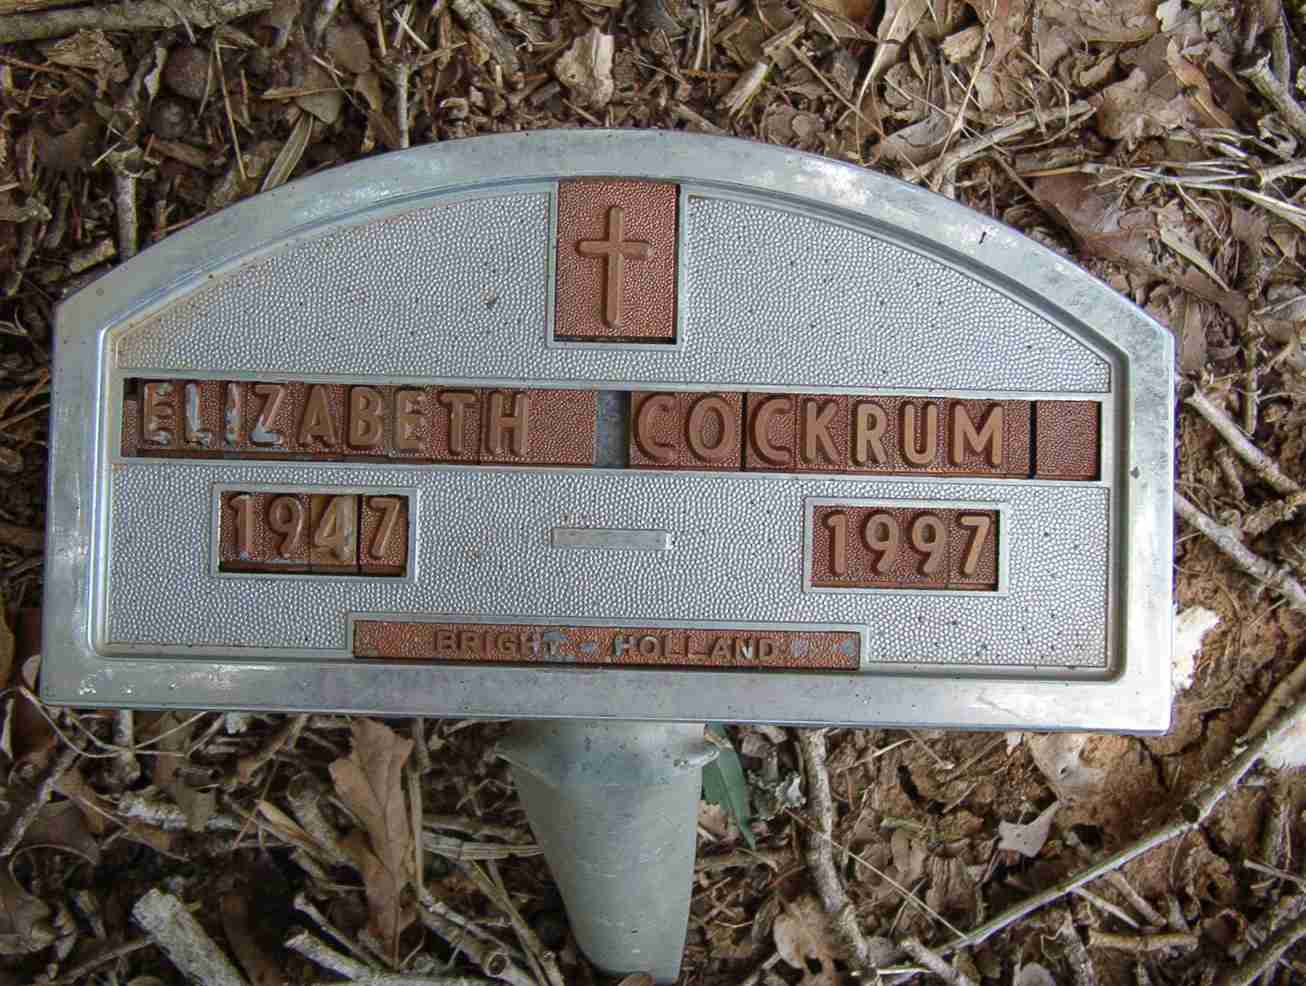 ELIZABETH COCKRUM
1947 - 1997
BRIGHT - HOLLAND